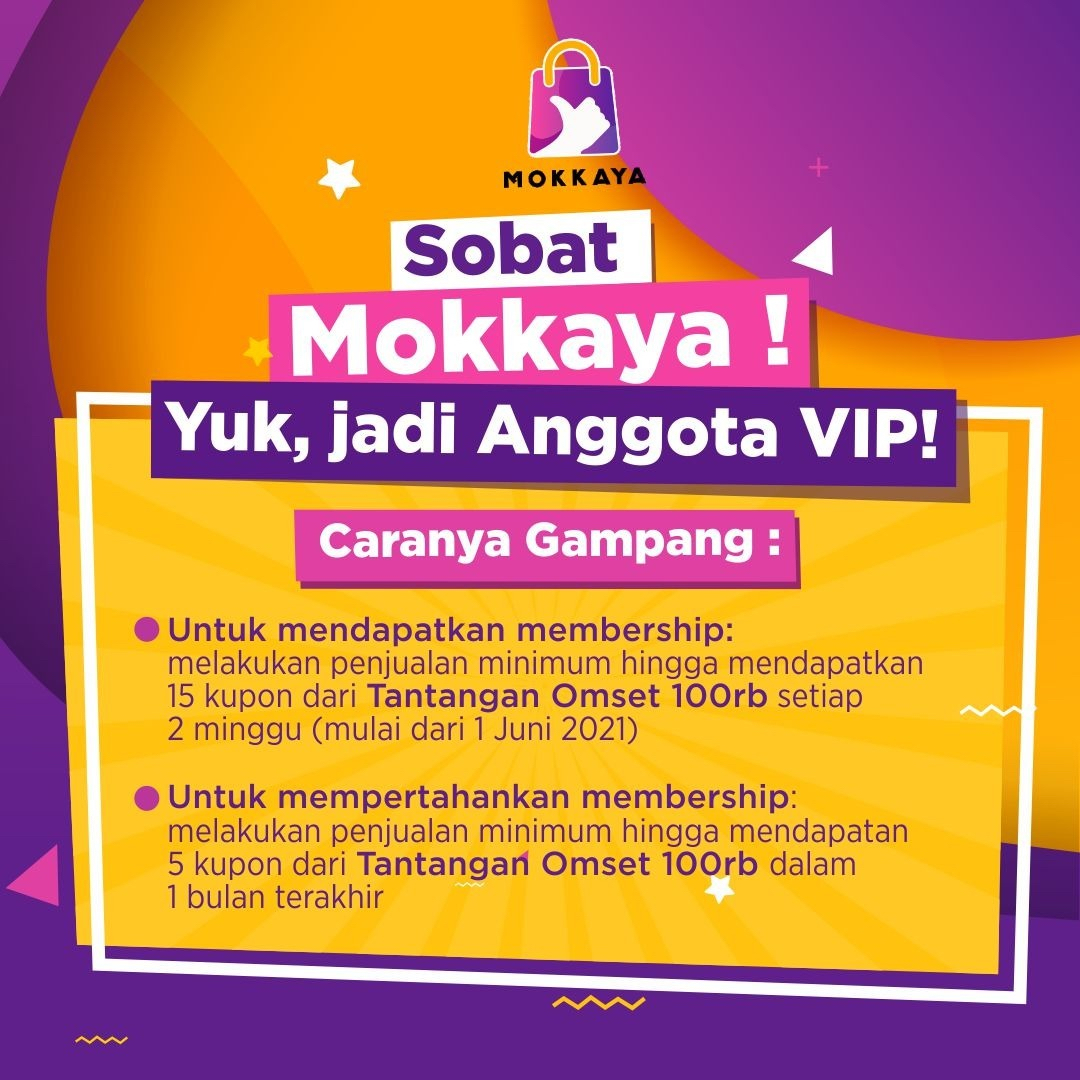 MOKKAYA
Sobat
Mokkaya !
Yuk, jadi Anggota VIP!
Caranya Gampang :
Untuk mendapatkan membership:
melakukan penjualan minimum hingga mendapatkan
15 kupon dari Tantangan Omset 100rb setiap
2 minggu (mulai dari 1 Juni 2021)
Untuk mempertahankan membership:
melakukan penjualan minimum hingga mendapatan
5 kupon dari Tantangan Omset 100rb dalam
1 bulan terakhir